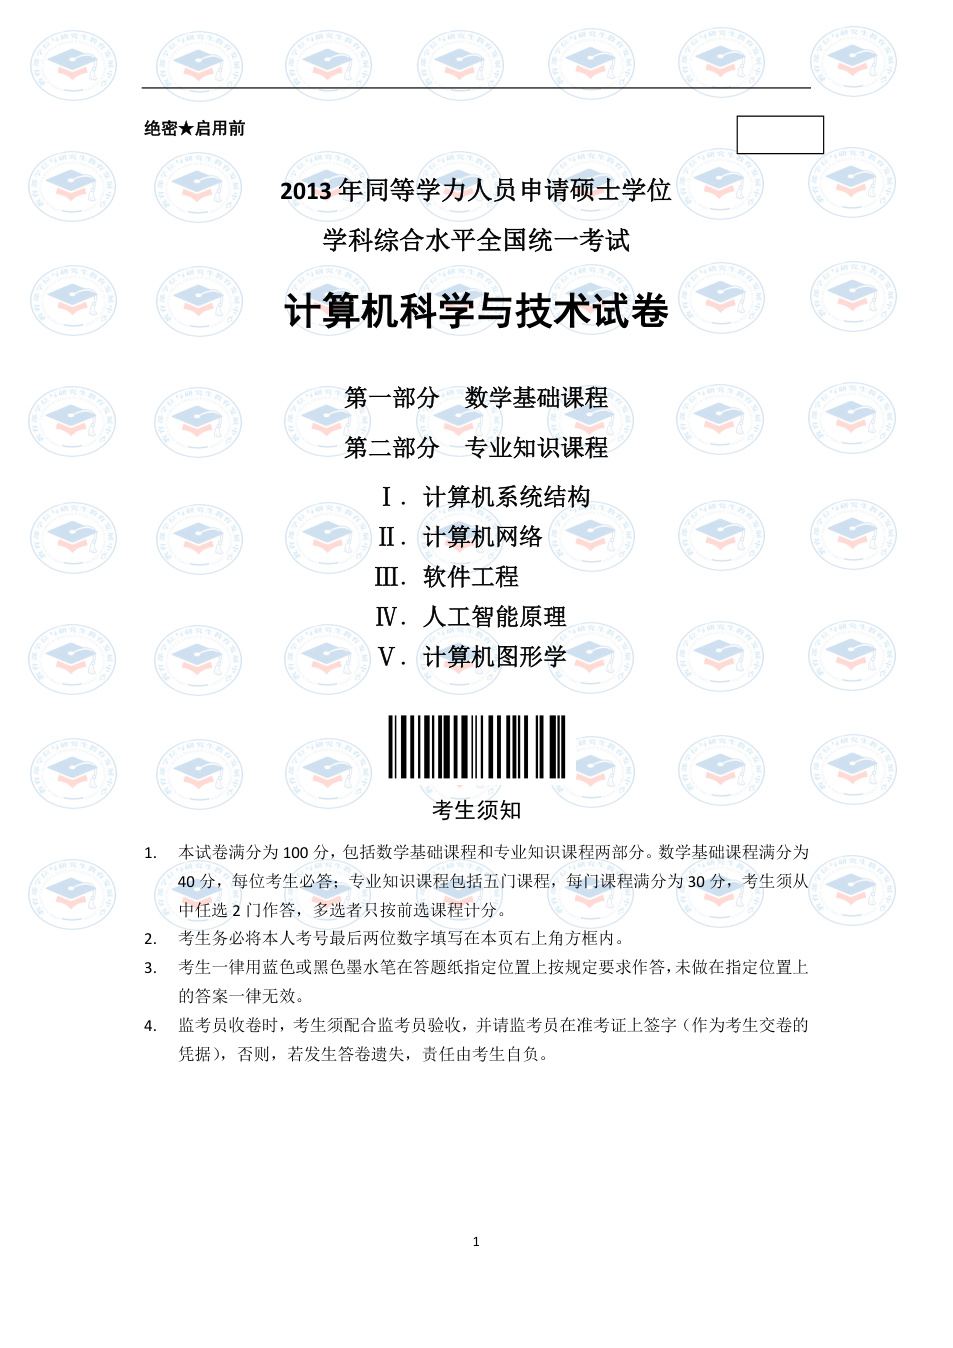 绝密★启用前
2013 年同等学力人员申请硕士学位
学科综合水平全国统一考试
计算机科学与技术试卷
第一部分 数学基础课程
第二部分 专业知识课程
Ⅰ. 计算机系统结构
Ⅱ. 计算机网络
Ⅲ. 软件工程
Ⅳ. 人工智能原理
Ⅴ. 计算机图形学
考生须知
1. 本试卷满分为 100 分，包括数学基础课程和专业知识课程两部分。数学基础课程满分为
40 分，每位考生必答；专业知识课程包括五门课程，每门课程满分为 30 分，考生须从
中任选 2 门作答，多选者只按前选课程计分。
2. 考生务必将本人考号最后两位数字填写在本页右上角方框内。
3. 考生一律用蓝色或黑色墨水笔在答题纸指定位置上按规定要求作答，未做在指定位置上
的答案一律无效。
4. 监考员收卷时，考生须配合监考员验收，并请监考员在准考证上签字（作为考生交卷的
凭据），否则，若发生答卷遗失，责任由考生自负。
1